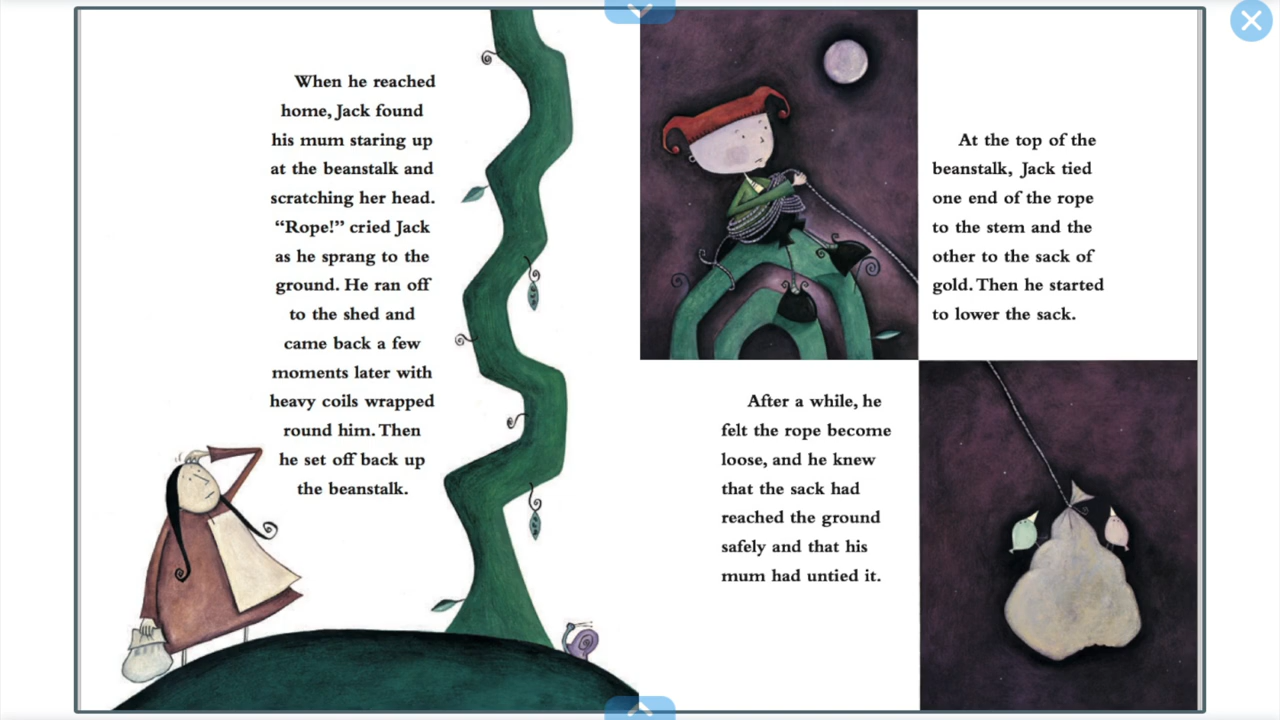 When he reached
home, Jack found
his mum staring up
at the beanstalk and
scratching her head.
“Rope!” cried Jack
as he sprang to the
ground. He ran off
to the shed and
came back a few
moments later with
heavy coils wrapped
round him. Then
he set off back up
the beanstalk.
At the top of the
beanstalk, Jack tied
one end of the rope
to the stem and the
other to the sack of
gold. Then he started
to lower the sack.
After a while, he
felt the rope become
loose, and he knew
that the sack had
reached the ground
safely and that his
mum had untied it.